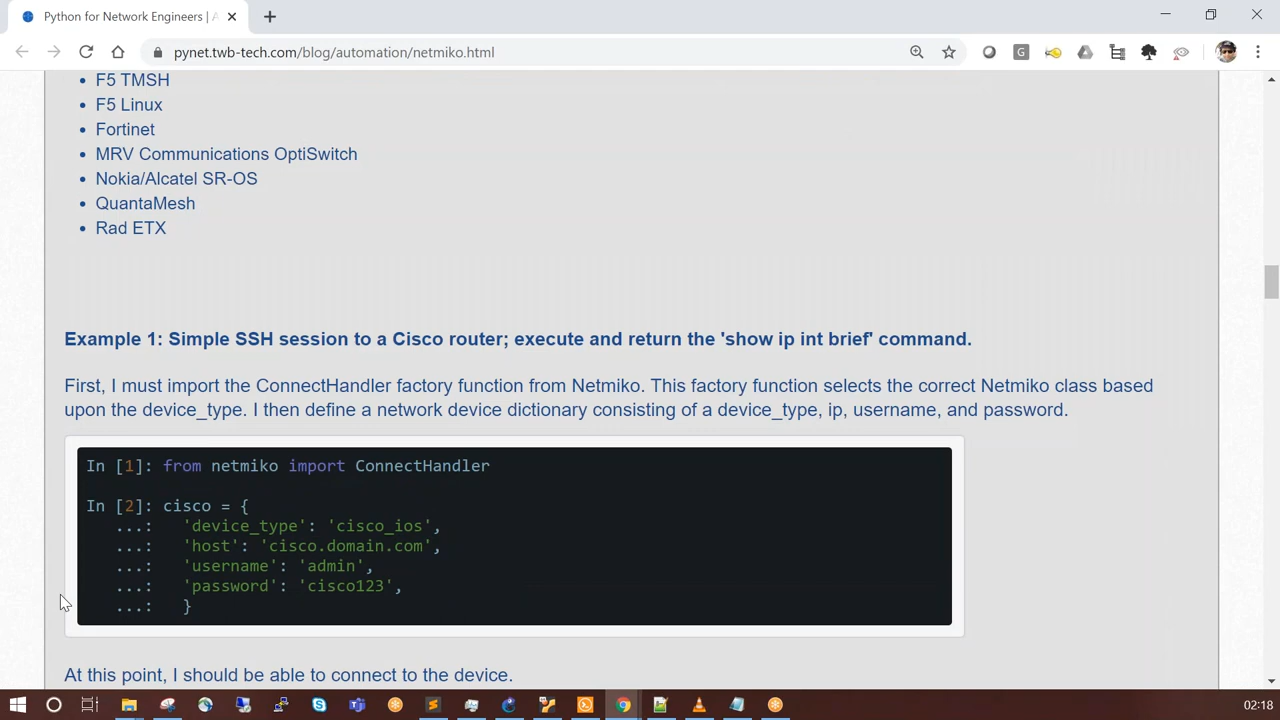 Python for Network Engineers | A
pynet.twb-tech.com/blog/automation/netmiko.html
G
F5 TMSH
F5 Linux
Fortinet
MRV Communications OptiSwitch
Nokia/Alcatel SR-OS
QuantaMesh
Rad ETX
Example 1: Simple SSH session to a Cisco router; execute and return the 'show ip int brief' command.
First, I must import the ConnectHandler factory function from Netmiko. This factory function selects the correct Netmiko class based
upon the device_type. I then define a network device dictionary consisting of a device_type, ip, username, and password.
In [1]: from netmiko import ConnectHandler
In [2]: cisco = {
...: 'device_type': 'cisco_ios',
...: 'host': 'cisco.domain.com',
...: 'username': 'admin',
...: 'password': 'cisco123',
...: }
At this point, I should be able to connect to the device.
02:18